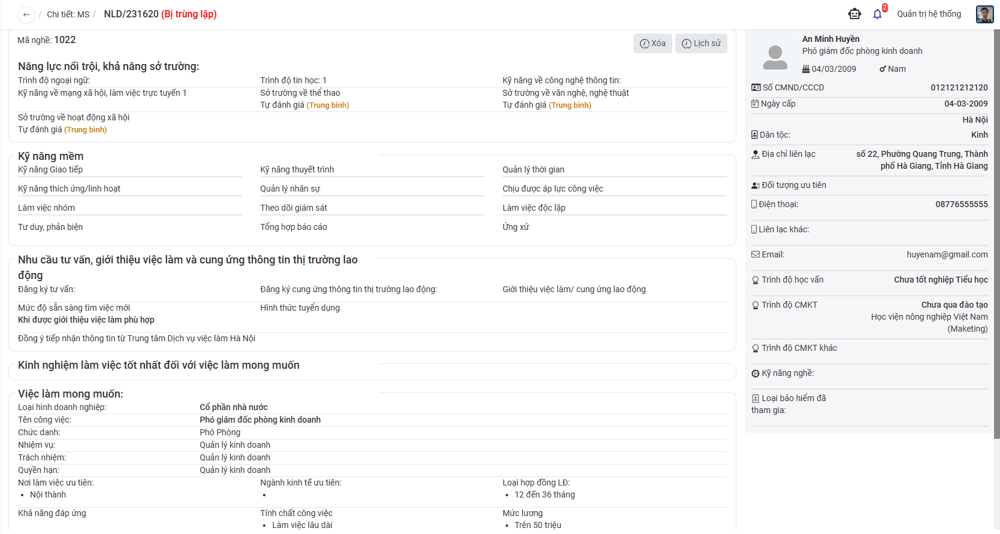 / Chi tiết: MS / NLD/231620 (Bị trùng lặp)
2
Quản trị hệ thống
Mã nghề: 1022
Xóa
Lịch sử
Năng lực nổi trội, khả năng sở trường:
Trình độ ngoại ngữ:
Trình độ tin học: 1
Kỹ năng về công nghệ thông tin:
Kỹ năng về mạng xã hội, làm việc trực tuyến 1
Sở trường về thể thao
Tự đánh giá (Trung bình)
Sở trường về văn nghệ, nghệ thuật
Tự đánh giá (Trung bình)
Sở trường về hoạt động xã hội
Tự đánh giá (Trung bình)
Kỹ năng mềm
Kỹ năng Giao tiếp
Kỹ năng thuyết trình
Quản lý thời gian
Kỹ năng thích ứng/linh hoạt
Quản lý nhân sự
Chịu được áp lực công việc
Làm việc nhóm
Theo dõi giám sát
Làm việc độc lập
Tư duy, phản biện
Tổng hợp báo cáo
Ứng xử
Nhu cầu tư vấn, giới thiệu việc làm và cung ứng thông tin thị trường lao
động
Đăng ký tư vấn:
Đăng ký cung ứng thông tin thị trường lao động:
Giới thiệu việc làm/ cung ứng lao động
Mức độ sẵn sàng tìm việc mới
Khi được giới thiệu việc làm phù hợp
Hình thức tuyển dụng
Đồng ý tiếp nhận thông tin từ Trung tâm Dịch vụ việc làm Hà Nội
Kinh nghiệm làm việc tốt nhất đối với việc làm mong muốn
Việc làm mong muốn:
Loại hình doanh nghiệp: Cổ phần nhà nước
Tên công việc: Phó giám đốc phòng kinh doanh
Chức danh: Phó Phòng
Nhiệm vụ: Quản lý kinh doanh
Trách nhiệm: Quản lý kinh doanh
Quyền hạn: Quản lý kinh doanh
Nơi làm việc ưu tiên:
• Nội thành
Ngành kinh tế ưu tiên:
•
Loại hợp đồng LĐ:
• 12 đến 36 tháng
Khả năng đáp ứng
Tính chất công việc
• Làm việc lâu dài
Mức lương
• Trên 50 triệu
An Minh Huyền
Phó giám đốc phòng kinh doanh
04/03/2009 Nam
Số CMND/CCCD 012121212120
Ngày cấp 04-03-2009
Hà Nội
Dân tộc: Kinh
Địa chỉ liên lạc số 22, Phường Quang Trung, Thành
phố Hà Giang, Tỉnh Hà Giang
Đối tượng ưu tiên
Điện thoại: 08776555555
Liên lạc khác:
Email: huyenam@gmail.com
Trình độ học vấn Chưa tốt nghiệp Tiểu học
Trình độ CMKT Chưa qua đào tạo
Học viện nông nghiệp Việt Nam
(Maketing)
Trình độ CMKT khác
Kỹ năng nghề:
Loại bảo hiểm đã
tham gia: